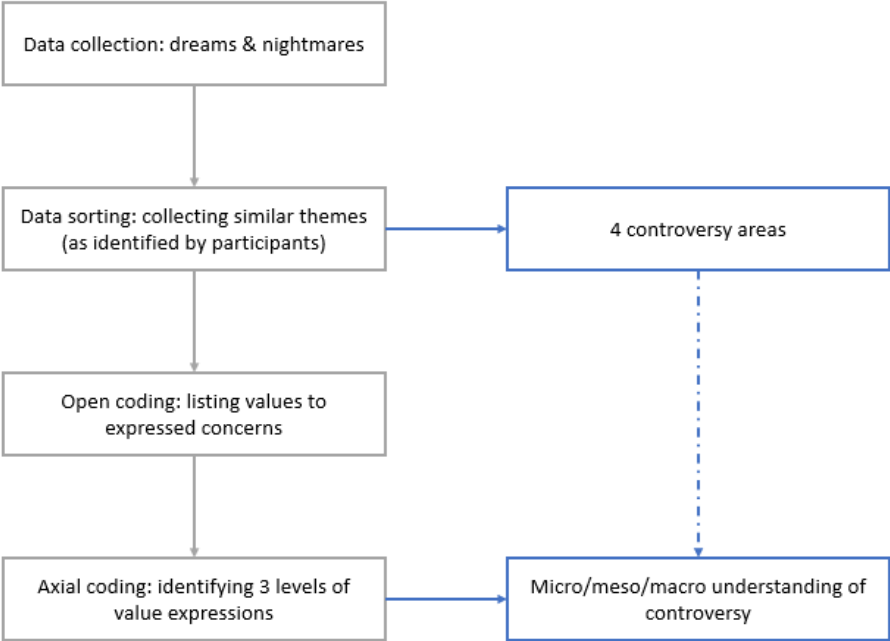 Data collection: dreams & nightmares
Data sorting: collecting similar themes
(as identified by participants)
4 controversy areas
Open coding: listing values to
expressed concerns
Axial coding: identifying 3 levels of
value expressions
Micro/meso/macro understanding of
controversy